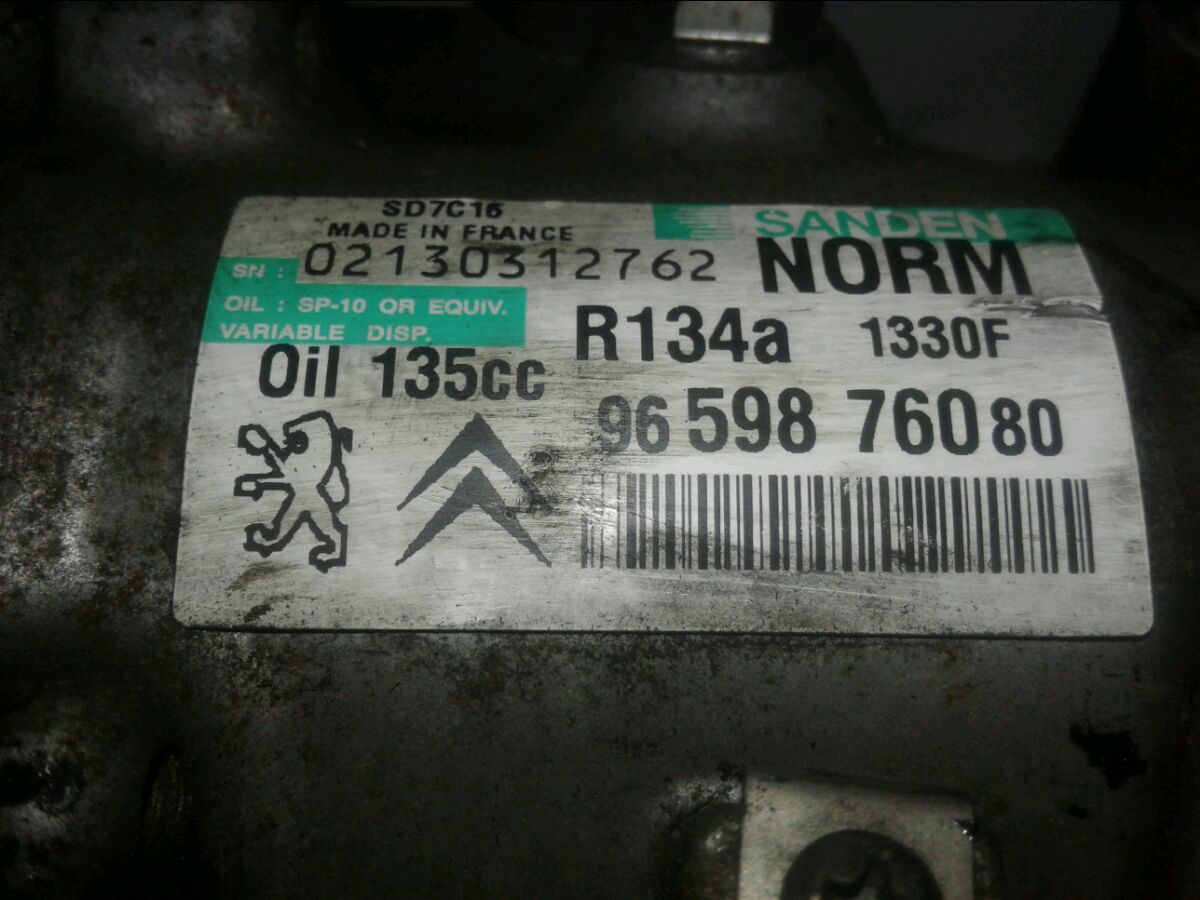 SD7C16
MADE IN FRANCE
SANDEN
SN : 02130312762
NORM
OIL : SP-10 OR EQUIV.
VARIABLE DISP.
R134a 1330F
Oil 135cc
96 598 760 80